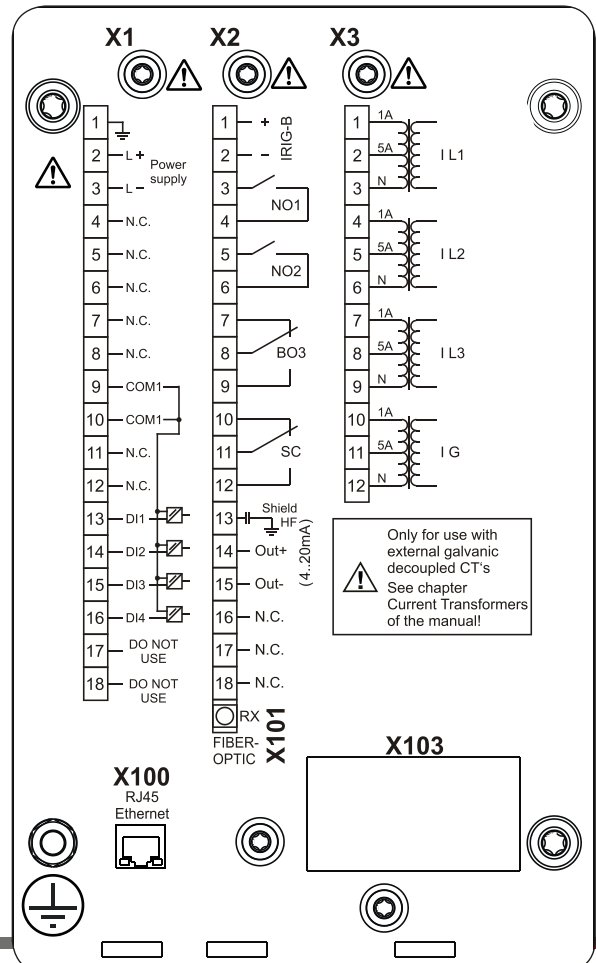 X1
X2
X3
1
2 L+
3 L-
Power
supply
4 N.C.
5 N.C.
6 N.C.
7 N.C.
8 N.C.
9 COM1
10 COM1
11 N.C.
12 N.C.
13 DI1
14 DI2
15 DI3
16 DI4
17 DO NOT
USE
18 DO NOT
USE
1 +
2 -
IRIG-B
3
NO1
4
5
NO2
6
7
8 BO3
9
10
11
SC
12
13 Shield
HF
14 Out+
15 Out-
(4..20mA)
16 N.C.
17 N.C.
18 N.C.
RX
FIBER-
OPTIC
X101
1 1A
2 5A I L1
3 N
4 1A
5 5A I L2
6 N
7 1A
8 5A I L3
9 N
10 1A
11 5A I G
12 N
Only for use with
external galvanic
decoupled CT's
See chapter
Current Transformers
of the manual!
X100
RJ45
Ethernet
X103